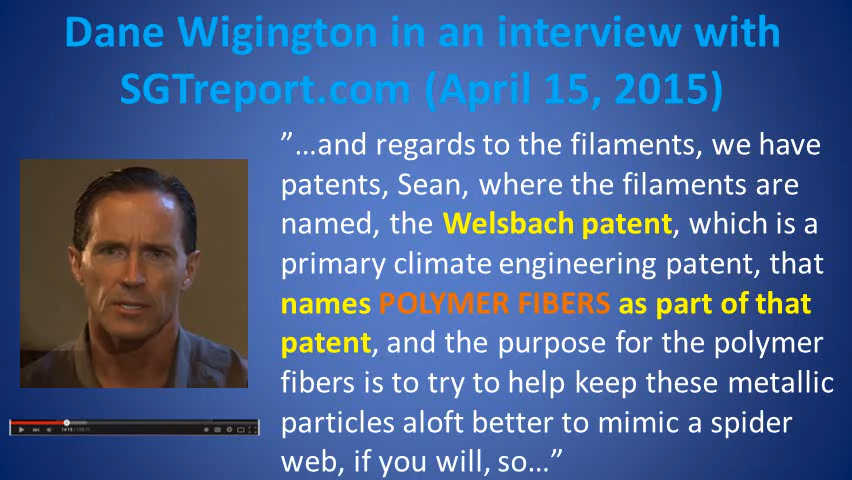 Dane Wigington in an interview with
SGTreport.com (April 15, 2015)
”…and regards to the filaments, we have
patents, Sean, where the filaments are
named, the Welsbach patent, which is a
primary climate engineering patent, that
names POLYMER FIBERS as part of that
patent, and the purpose for the polymer
fibers is to try to help keep these metallic
particles aloft better to mimic a spider
web, if you will, so…”